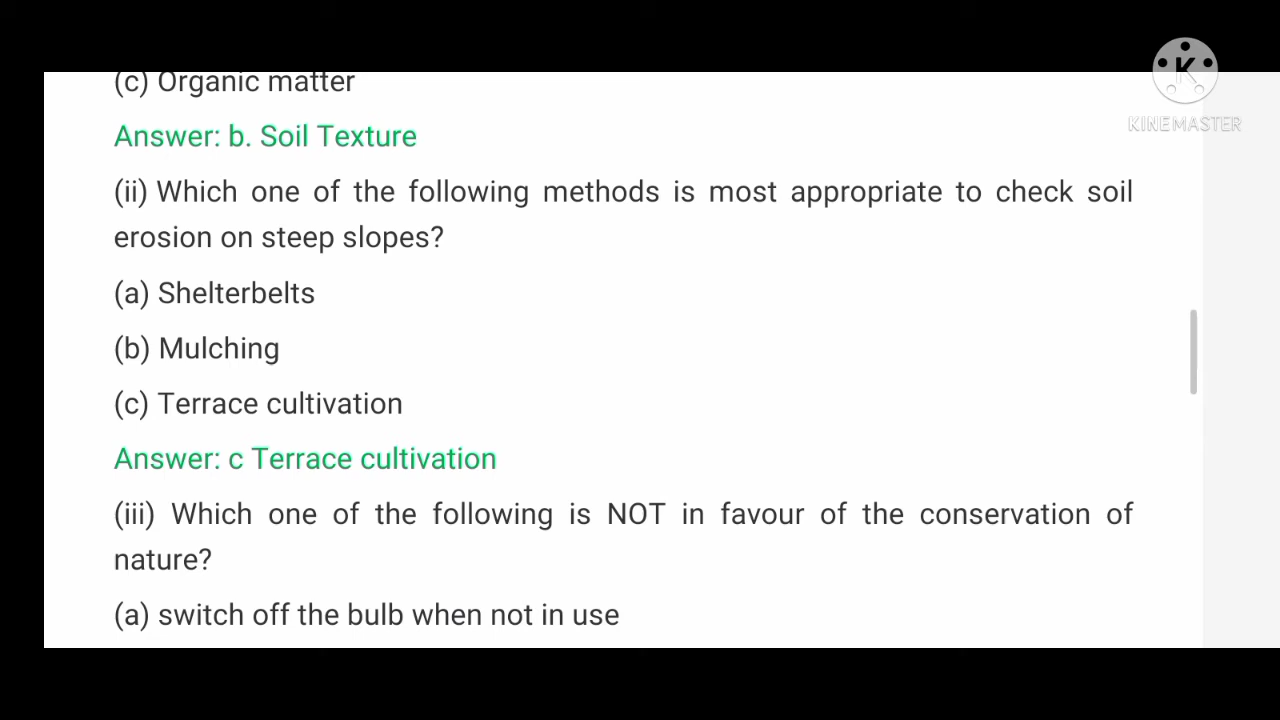 (c) Organic matter
K
KINEMASTER
Answer: b. Soil Texture
(ii) Which one of the following methods is most appropriate to check soil
erosion on steep slopes?
(a) Shelterbelts
(b) Mulching
(c) Terrace cultivation
Answer: c Terrace cultivation
(iii) Which one of the following is NOT in favour of the conservation of
nature?
(a) switch off the bulb when not in use